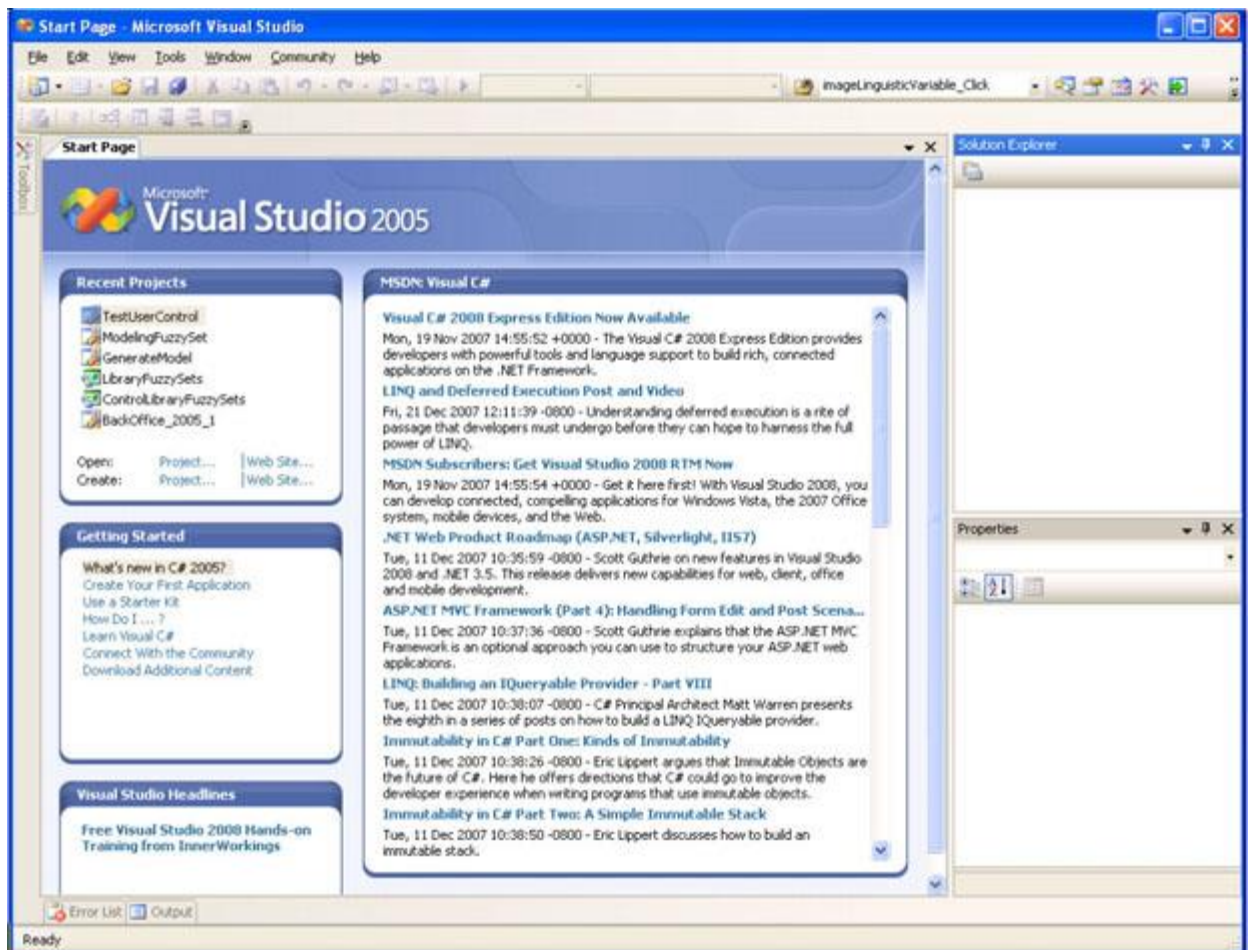 Start Page - Microsoft Visual Studio
File Edit View Tools Window Community Help
imageLinguisticVariable_Click
Toolbox
Start Page
Microsoft
Visual Studio 2005
Recent Projects
TestUserControl
ModelingFuzzySet
GenerateModel
LibraryFuzzySets
ControlLibraryFuzzySets
BackOffice_2005_1
Open: Project... Web Site...
Create: Project... Web Site...
Getting Started
What's new in C# 2005?
Create Your First Application
Use a Starter Kit
How Do I ... ?
Learn Visual C#
Connect With the Community
Download Additional Content
Visual Studio Headlines
Free Visual Studio 2008 Hands-on
Training from InnerWorkings
MSDN: Visual C#
Visual C# 2008 Express Edition Now Available
Mon, 19 Nov 2007 14:55:52 +0000 - The Visual C# 2008 Express Edition provides
developers with powerful tools and language support to build rich, connected
applications on the .NET Framework.
LINQ and Deferred Execution Post and Video
Fri, 21 Dec 2007 12:11:39 -0800 - Understanding deferred execution is a rite of
passage that developers must undergo before they can hope to harness the full
power of LINQ.
MSDN Subscribers: Get Visual Studio 2008 RTM Now
Mon, 19 Nov 2007 14:55:54 +0000 - Get it here first! With Visual Studio 2008, you
can develop connected, compelling applications for Windows Vista, the 2007 Office
system, mobile devices, and the Web.
.NET Web Product Roadmap (ASP.NET, Silverlight, IIS7)
Tue, 11 Dec 2007 10:35:59 -0800 - Scott Guthrie on new features in Visual Studio
2008 and .NET 3.5. This release delivers new capabilities for web, client, office
and mobile development.
ASP.NET MVC Framework (Part 4): Handling Form Edit and Post Scena...
Tue, 11 Dec 2007 10:37:36 -0800 - Scott Guthrie explains that the ASP.NET MVC
Framework is an optional approach you can use to structure your ASP.NET web
applications.
LINQ: Building an IQueryable Provider - Part VIII
Tue, 11 Dec 2007 10:38:07 -0800 - C# Principal Architect Matt Warren presents
the eighth in a series of posts on how to build a LINQ IQueryable provider.
Immutability in C# Part One: Kinds of Immutability
Tue, 11 Dec 2007 10:38:26 -0800 - Eric Lippert argues that Immutable Objects are
the future of C#. Here he offers directions that C# could go to improve the
developer experience when writing programs that use immutable objects.
Immutability in C# Part Two: A Simple Immutable Stack
Tue, 11 Dec 2007 10:38:50 -0800 - Eric Lippert discusses how to build an
immutable stack.
Solution Explorer
Properties
Error List Output
Ready